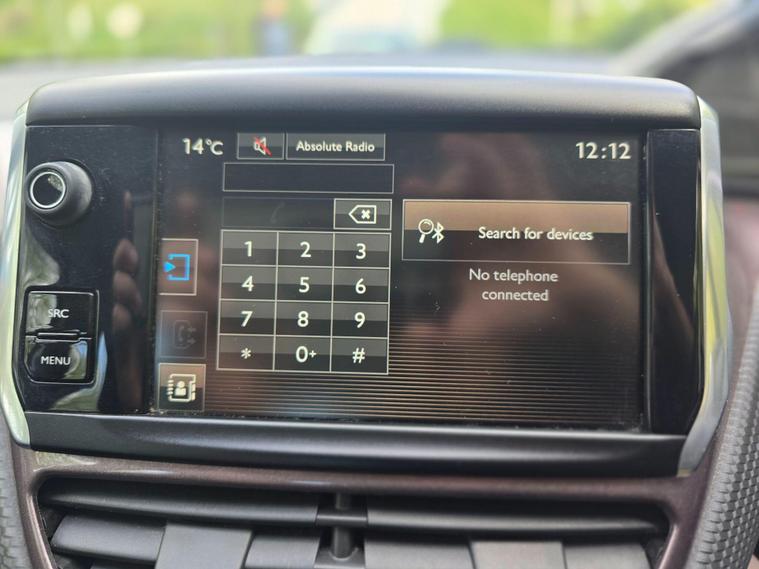 14°C
Absolute Radio
12:12
Search for devices
No telephone
connected
1 2 3
4 5 6
7 8 9
* 0+ #
SRC
MENU